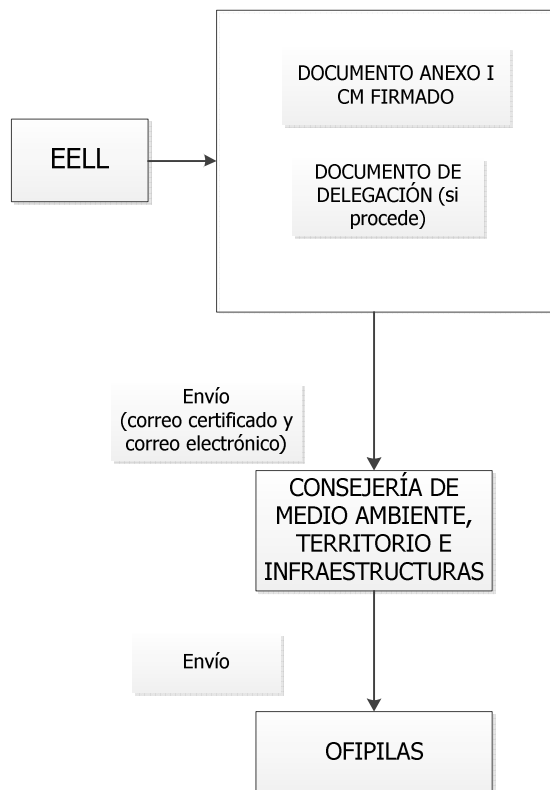 DOCUMENTO ANEXO I
CM FIRMADO
EELL
DOCUMENTO DE
DELEGACIÓN (si
procede)
Envío
(correo certificado y
correo electrónico)
CONSEJERÍA DE
MEDIO AMBIENTE,
TERRITORIO E
INFRAESTRUCTURAS
Envío
OFIPILAS